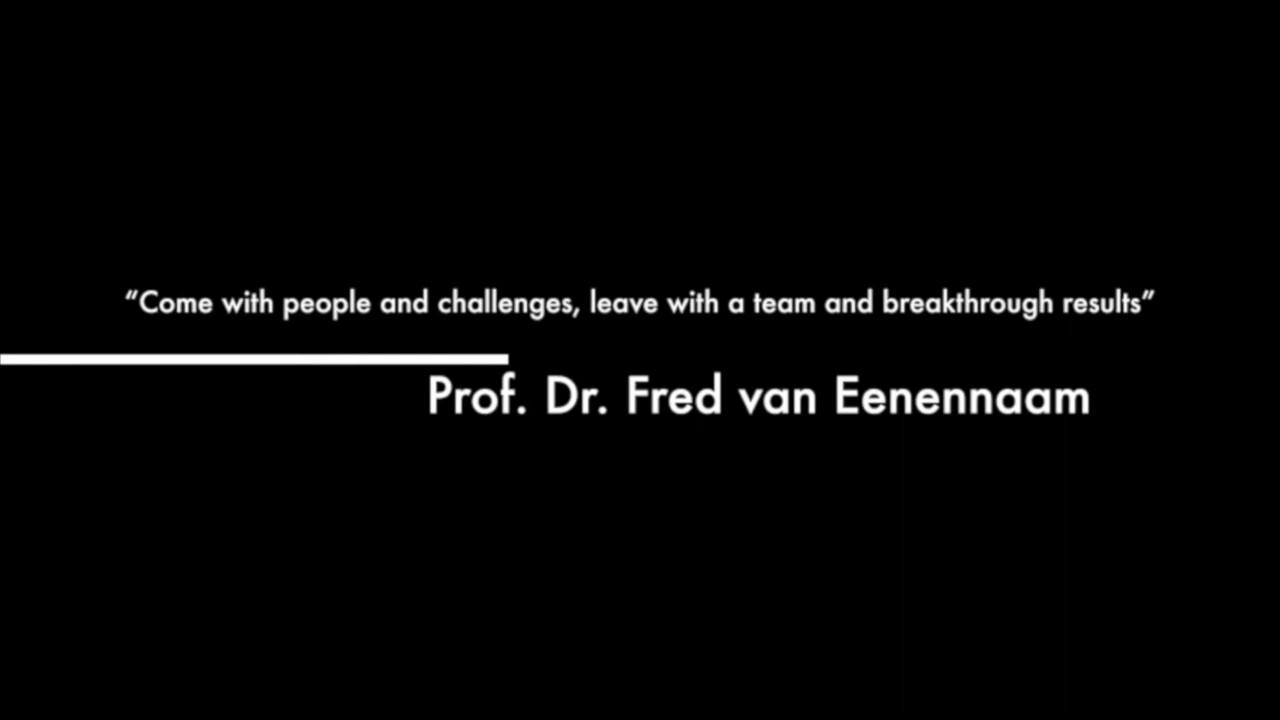 “Come with people and challenges, leave with a team and breakthrough results”
Prof. Dr. Fred van Eenennaam